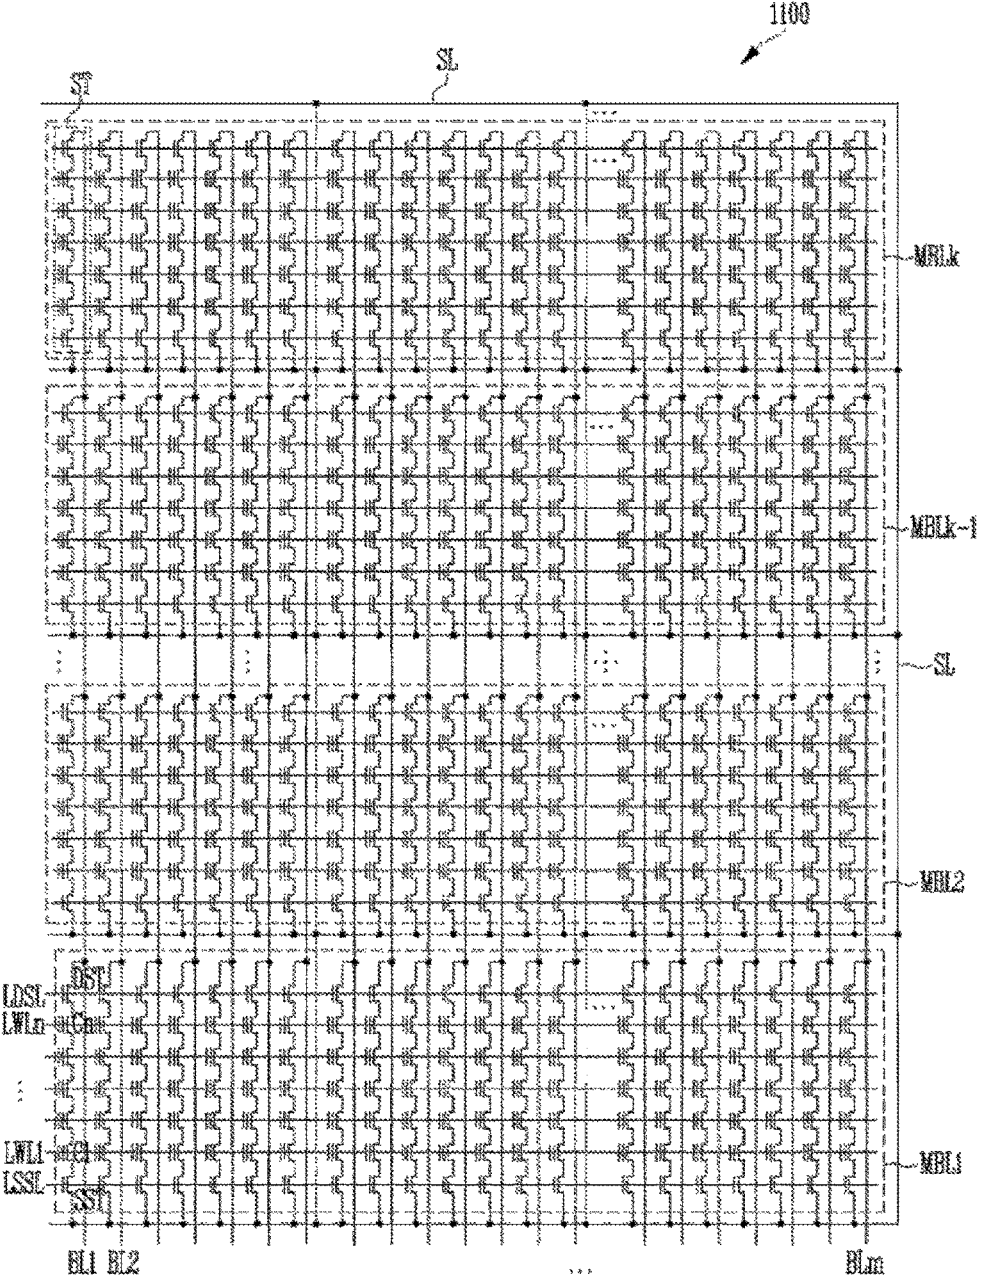 1100
SL
ST
MBLk
MBLk-1
SL
MBL2
DST
LDSL
LWLn Cn
LWL1 C1
MBL1
LSSL
SST
BL1 BL2 BLm